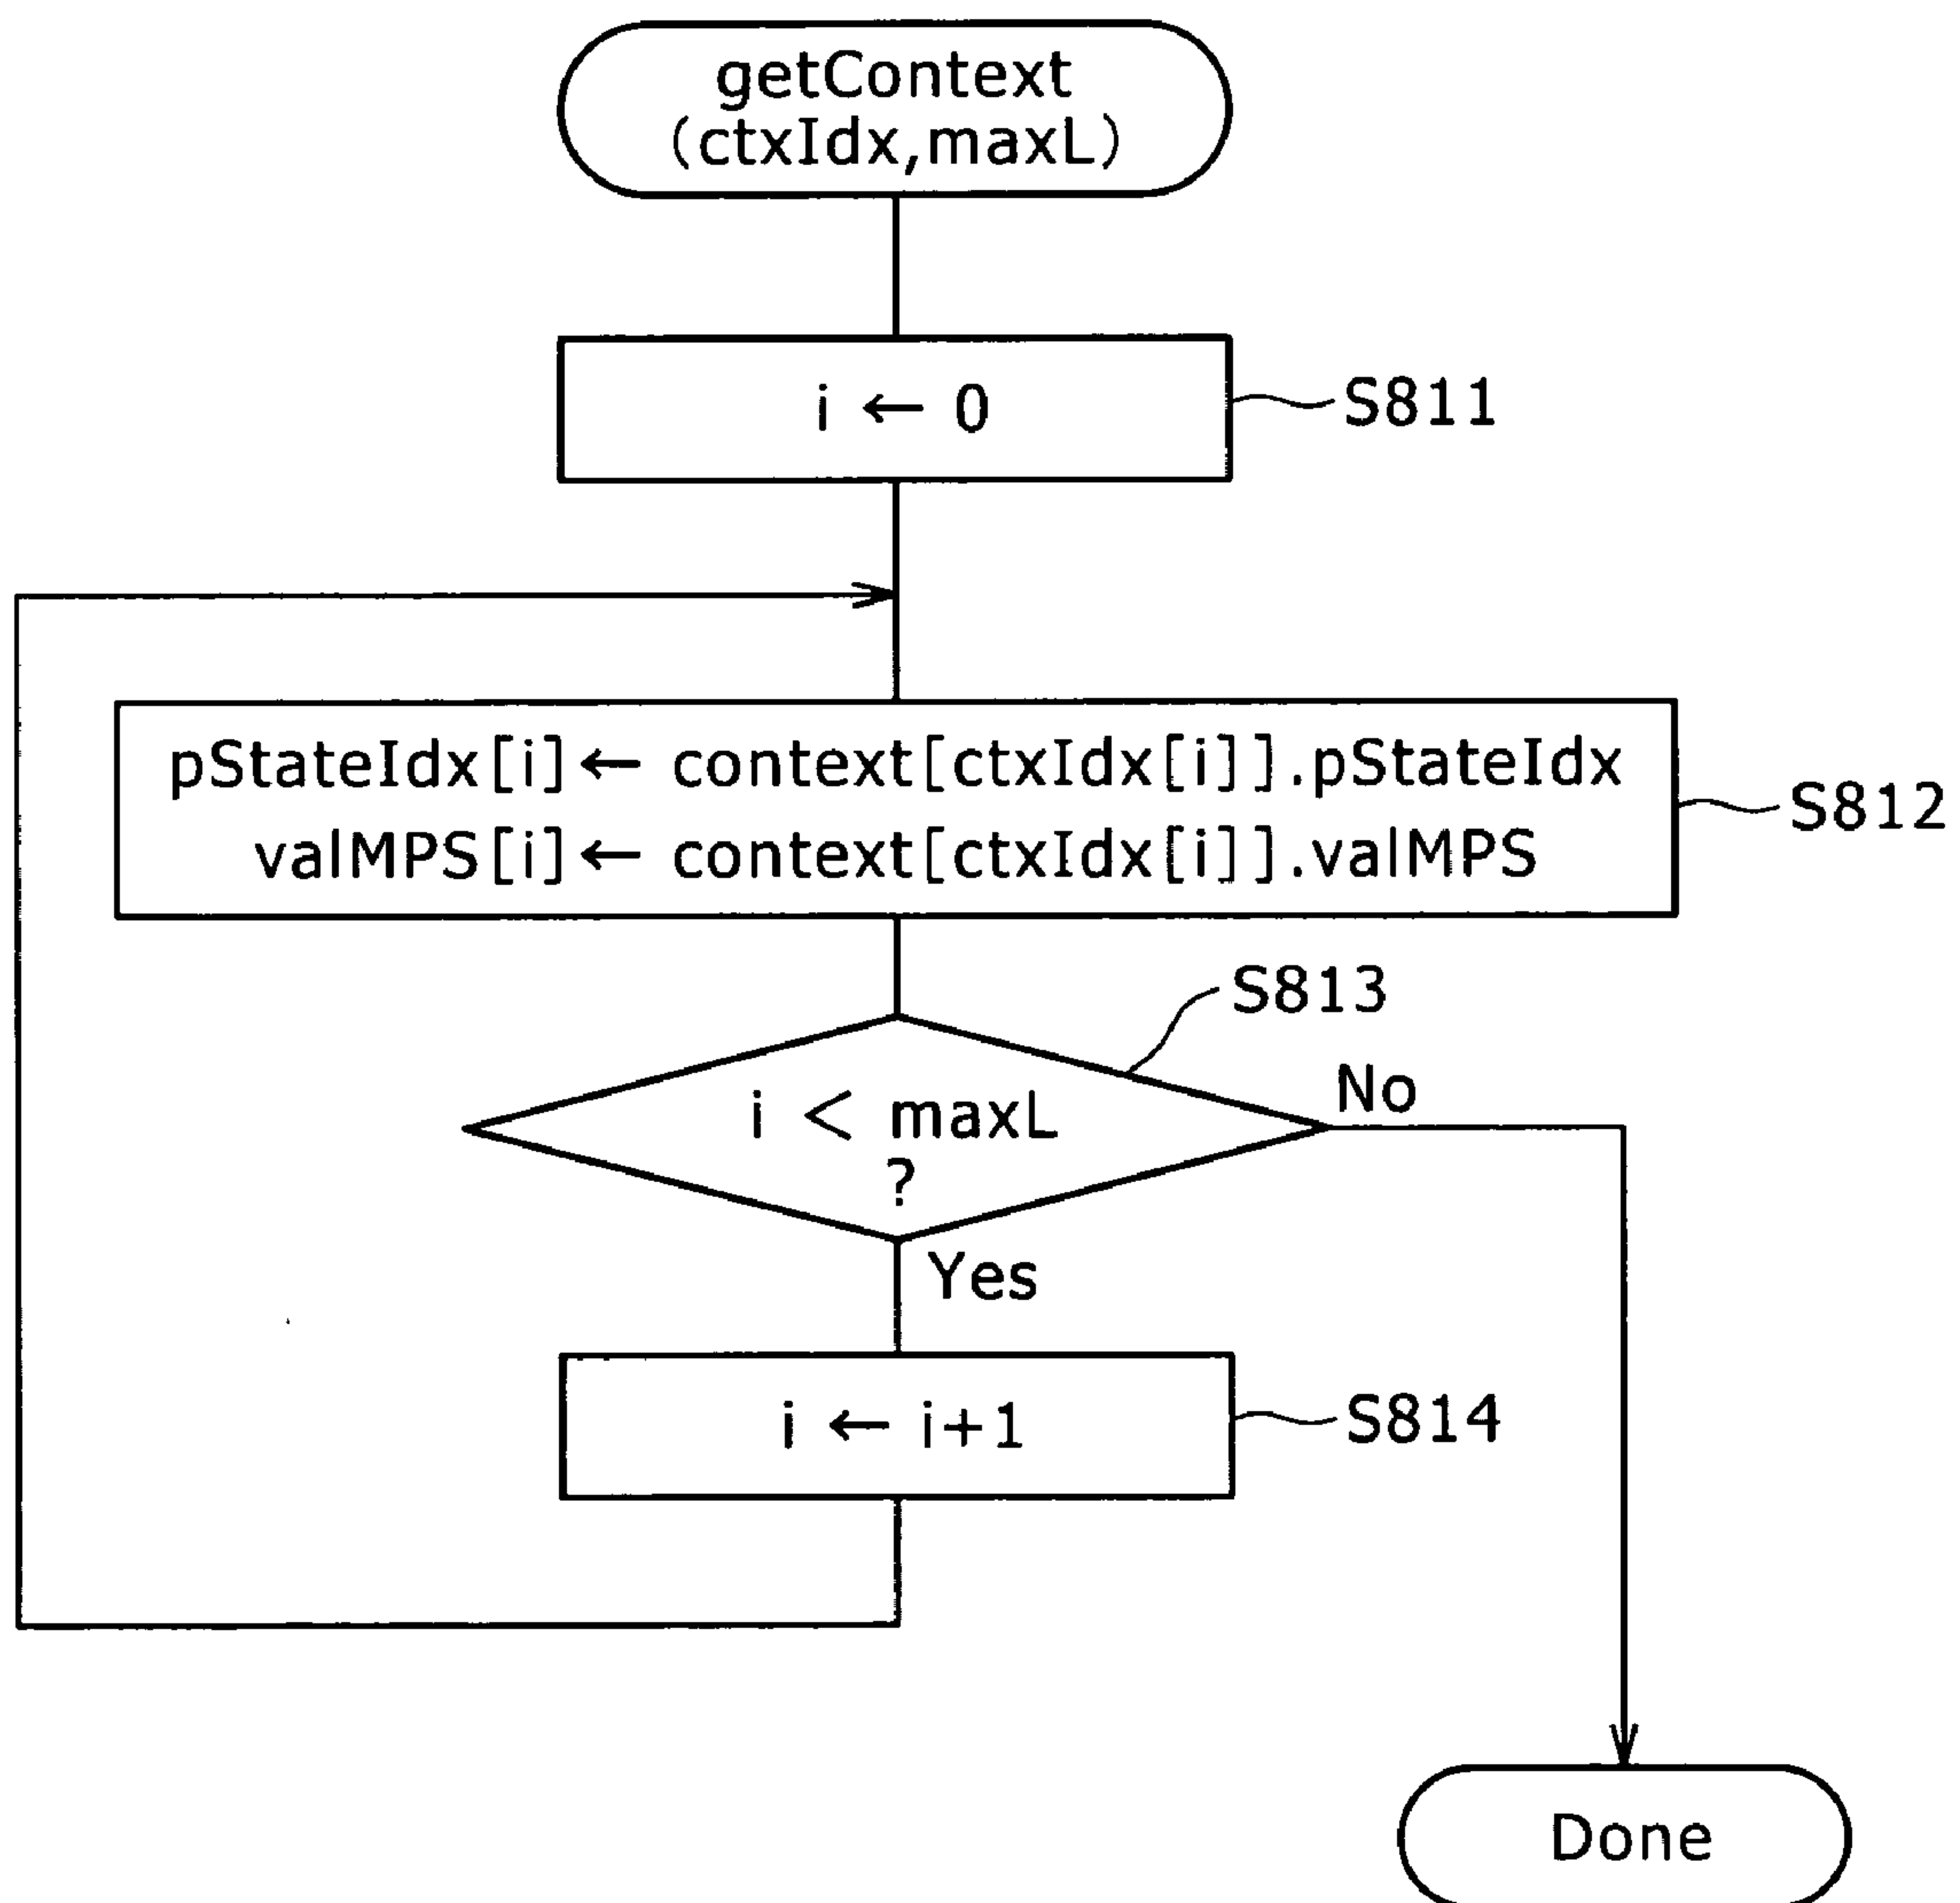 getContext
(ctxIdx,maxL)
i ← 0
S811
pStateIdx[i]← context[ctxIdx[i]].pStateIdx
valMPS[i]← context[ctxIdx[i]].valMPS
S812
S813
i < maxL
?
No
Yes
i ← i+1
S814
Done